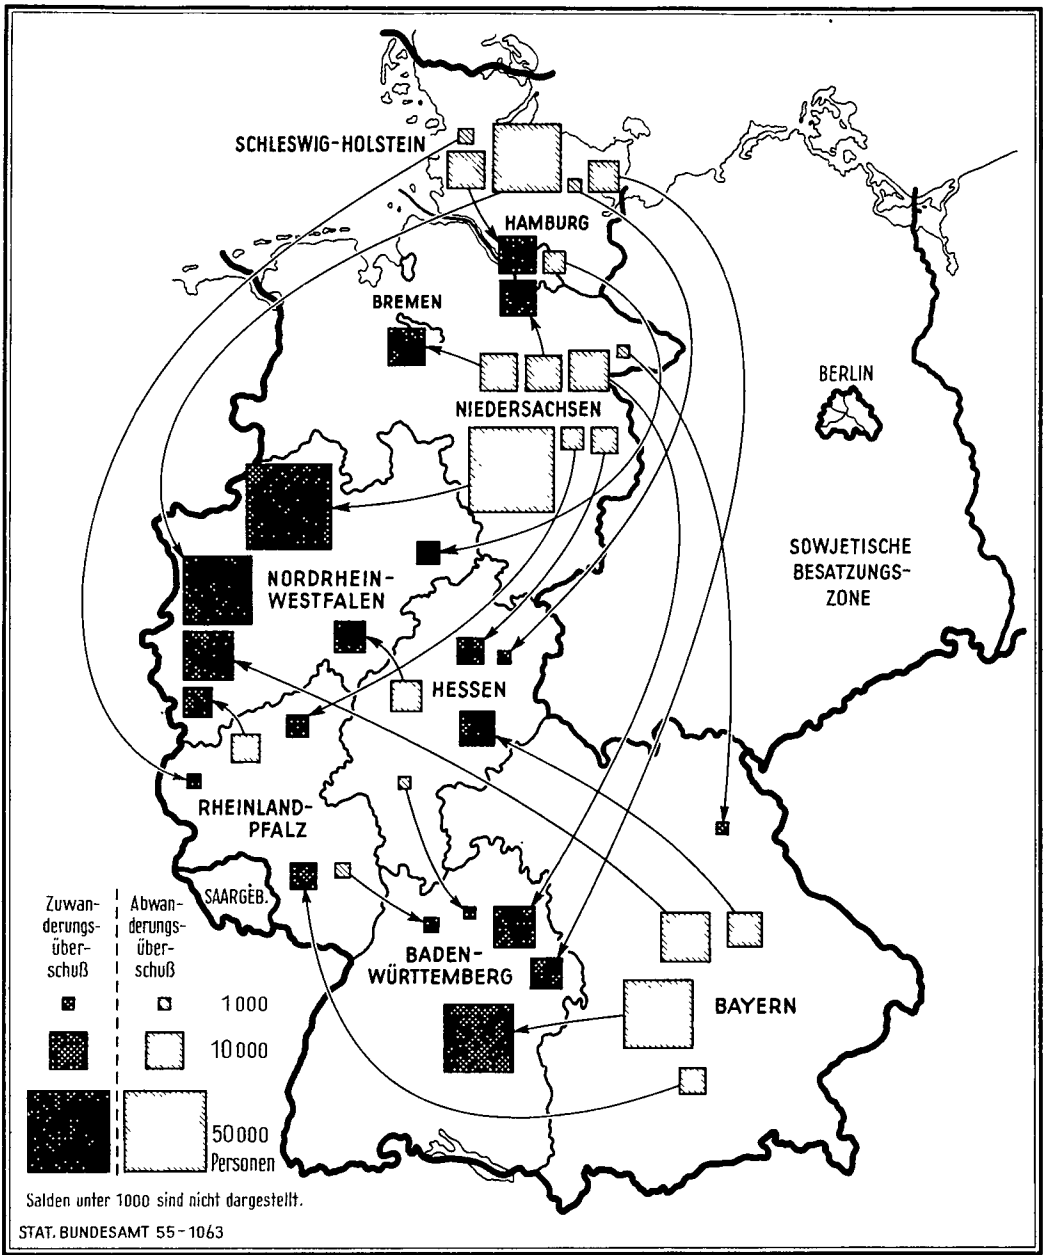 SCHLESWIG-HOLSTEIN
HAMBURG
BREMEN
NIEDERSACHSEN
BERLIN
SOWJETISCHE
BESATZUNGS-
ZONE
NORDRHEIN-
WESTFALEN
HESSEN
RHEINLAND-
PFALZ
SAARGEB.
BADEN-
WÜRTTEMBERG
BAYERN
Zuwan-
derungs-
über-
schuß
Abwan-
derungs-
über-
schuß
1000
10000
50000
Personen
Salden unter 1000 sind nicht dargestellt.
STAT. BUNDESAMT 55-1063